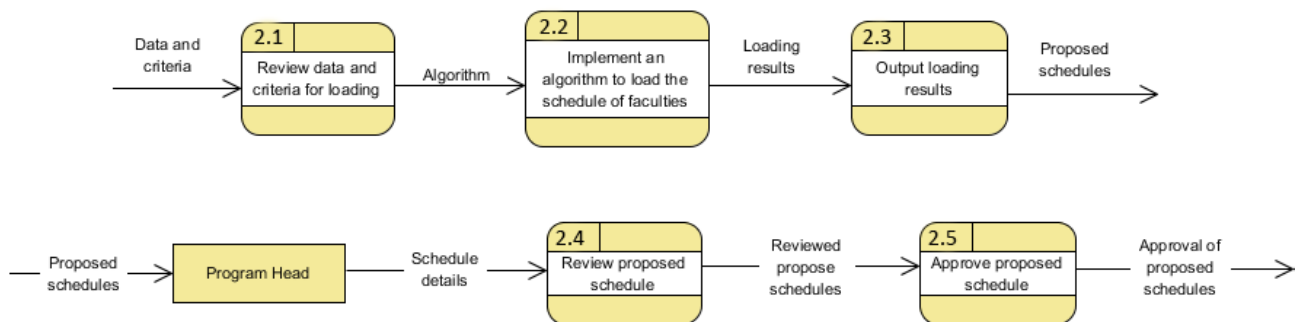 Data and
criteria
2.1
Review data and
criteria for loading
Algorithm
2.2
Implement an
algorithm to load the
schedule of faculties
Loading
results
2.3
Output loading
results
Proposed
schedules
Proposed
schedules
Program Head
Schedule
details
2.4
Review proposed
schedule
Reviewed
propose
schedules
2.5
Approve proposed
schedule
Approval of
proposed
schedules